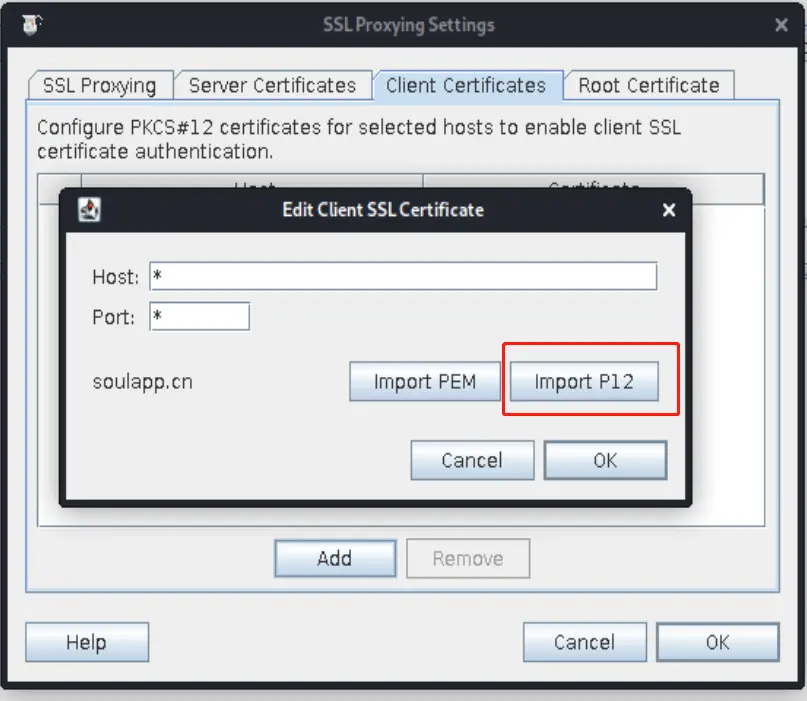 SSL Proxying Settings
SSL Proxying
Server Certificates
Client Certificates
Root Certificate
Configure PKCS#12 certificates for selected hosts to enable client SSL
certificate authentication.
Host
Certificate
Edit Client SSL Certificate
Host: *
Port: *
soulapp.cn
Import PEM
Import P12
Cancel
OK
Add
Remove
Help
Cancel
OK